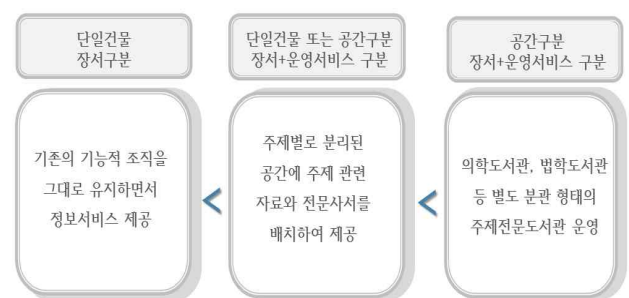 단일건물
장서구분
단일건물 또는 공간구분
장서+운영서비스 구분
공간구분
장서+운영서비스 구분
기존의 기능적 조직을
그대로 유지하면서
정보서비스 제공
<
주제별로 분리된
공간에 주제 관련
자료와 전문사서를
배치하여 제공
<
의학도서관, 법학도서관
등 별도 분관 형태의
주제전문도서관 운영